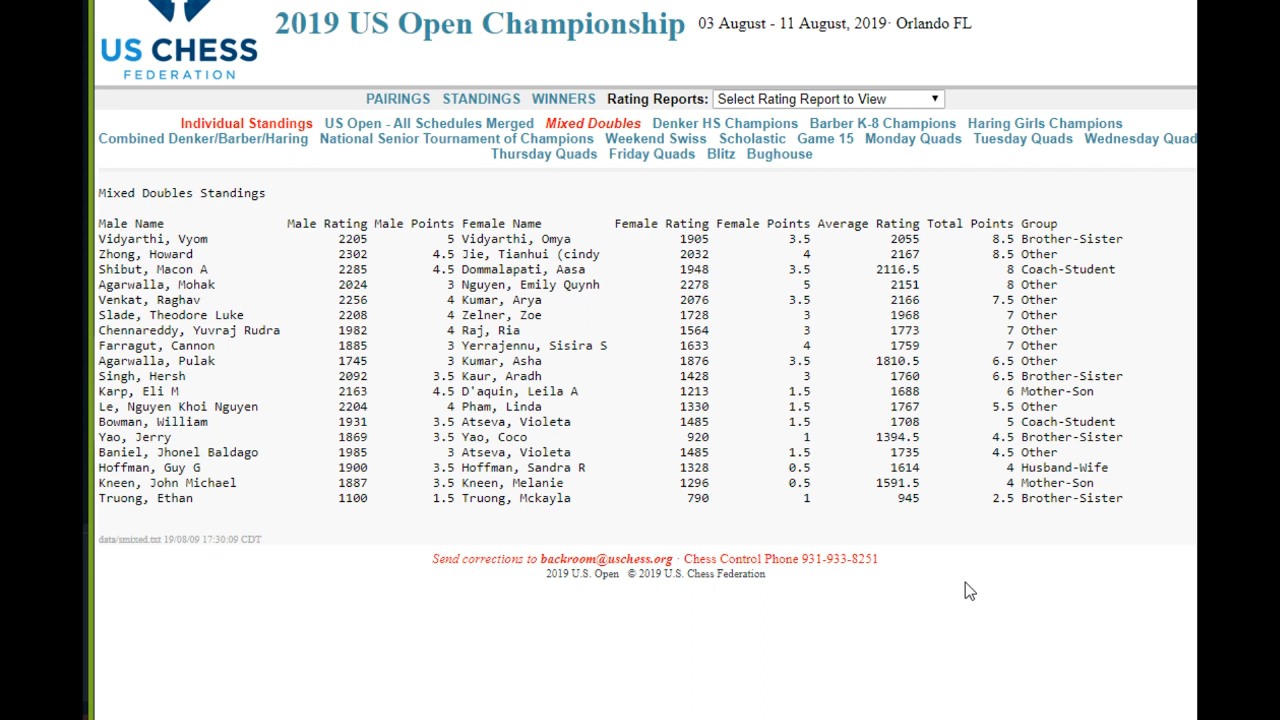 US CHESS
FEDERATION
2019 US Open Championship 03 August - 11 August, 2019· Orlando FL
PAIRINGS STANDINGS WINNERS Rating Reports: Select Rating Report to View
Individual Standings US Open - All Schedules Merged Mixed Doubles Denker HS Champions Barber K-8 Champions Haring Girls Champions
Combined Denker/Barber/Haring National Senior Tournament of Champions Weekend Swiss Scholastic Game 15 Monday Quads Tuesday Quads Wednesday Quad
Thursday Quads Friday Quads Blitz Bughouse
Mixed Doubles Standings
Male Name Male Rating Male Points Female Name Female Rating Female Points Average Rating Total Points Group
Vidyarthi, Vyom 2205 5 Vidyarthi, Omya 1905 3.5 2055 8.5 Brother-Sister
Zhong, Howard 2302 4.5 Jie, Tianhui (cindy 2032 4 2167 8.5 Other
Shibut, Macon A 2285 4.5 Dommalapati, Aasa 1948 3.5 2116.5 8 Coach-Student
Agarwalla, Mohak 2024 3 Nguyen, Emily Quynh 2278 5 2151 8 Other
Venkat, Raghav 2256 4 Kumar, Arya 2076 3.5 2166 7.5 Other
Slade, Theodore Luke 2208 4 Zelner, Zoe 1728 3 1968 7 Other
Chennareddy, Yuvraj Rudra 1982 4 Raj, Ria 1564 3 1773 7 Other
Farragut, Cannon 1885 3 Yerrajennu, Sisira S 1633 4 1759 7 Other
Agarwalla, Pulak 1745 3 Kumar, Asha 1876 3.5 1810.5 6.5 Other
Singh, Hersh 2092 3.5 Kaur, Aradh 1428 3 1760 6.5 Brother-Sister
Karp, Eli M 2163 4.5 D'aquin, Leila A 1213 1.5 1688 6 Mother-Son
Le, Nguyen Khoi Nguyen 2204 4 Pham, Linda 1330 1.5 1767 5.5 Other
Bowman, William 1931 3.5 Atseva, Violeta 1485 1.5 1708 5 Coach-Student
Yao, Jerry 1869 3.5 Yao, Coco 920 1 1394.5 4.5 Brother-Sister
Baniel, Jhonel Baldago 1985 3 Atseva, Violeta 1485 1.5 1735 4.5 Other
Hoffman, Guy G 1900 3.5 Hoffman, Sandra R 1328 0.5 1614 4 Husband-Wife
Kneen, John Michael 1887 3.5 Kneen, Melanie 1296 0.5 1591.5 4 Mother-Son
Truong, Ethan 1100 1.5 Truong, Mckayla 790 1 945 2.5 Brother-Sister
data/smixed.txt 19/08/09 17:30:09 CDT
Send corrections to backroom@uschess.org · Chess Control Phone 931-933-8251
2019 U.S. Open © 2019 U.S. Chess Federation